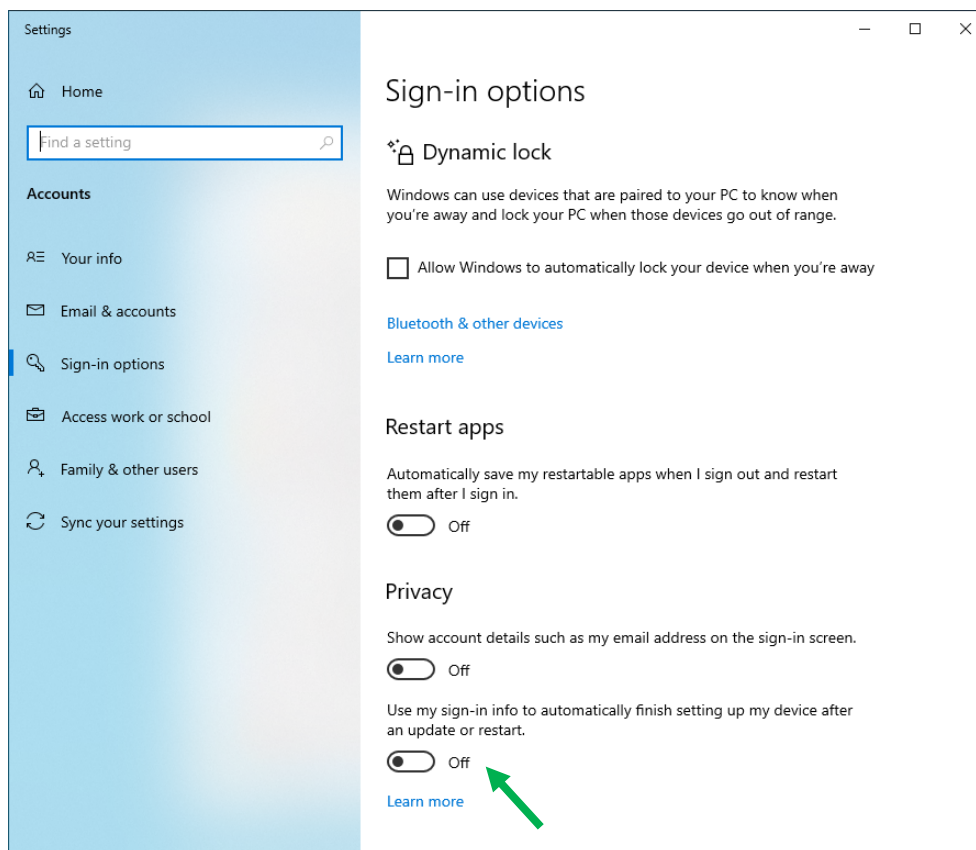 Settings
Home
Find a setting
Accounts
Your info
Email & accounts
Sign-in options
Access work or school
Family & other users
Sync your settings
Sign-in options
Dynamic lock
Windows can use devices that are paired to your PC to know when
you're away and lock your PC when those devices go out of range.
Allow Windows to automatically lock your device when you're away
Bluetooth & other devices
Learn more
Restart apps
Automatically save my restartable apps when I sign out and restart
them after I sign in.
Off
Privacy
Show account details such as my email address on the sign-in screen.
Off
Use my sign-in info to automatically finish setting up my device after
an update or restart.
Off
Learn more